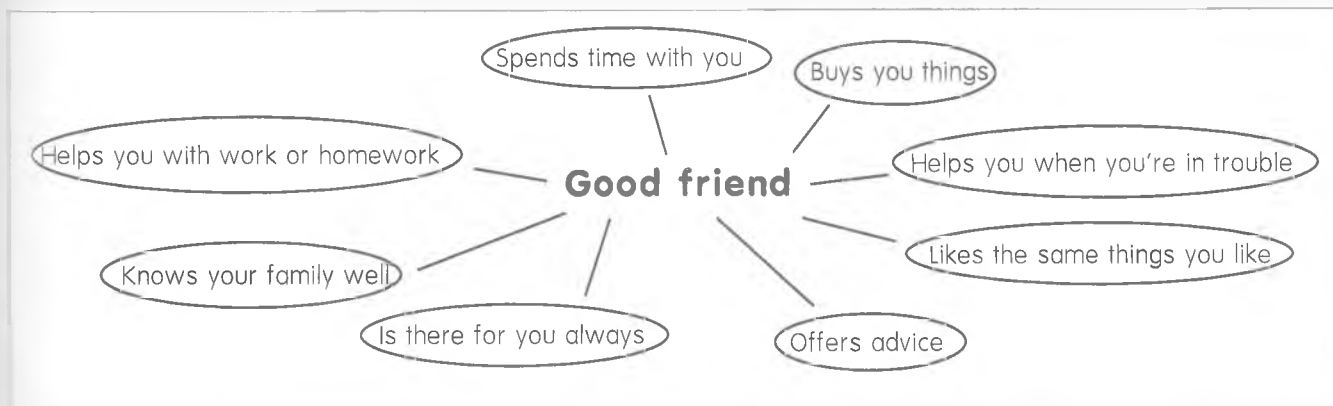 Spends time with you
Buys you things
Helps you with work or homework
Good friend
Helps you when you're in trouble
Knows your family well
Likes the same things you like
Is there for you always
Offers advice